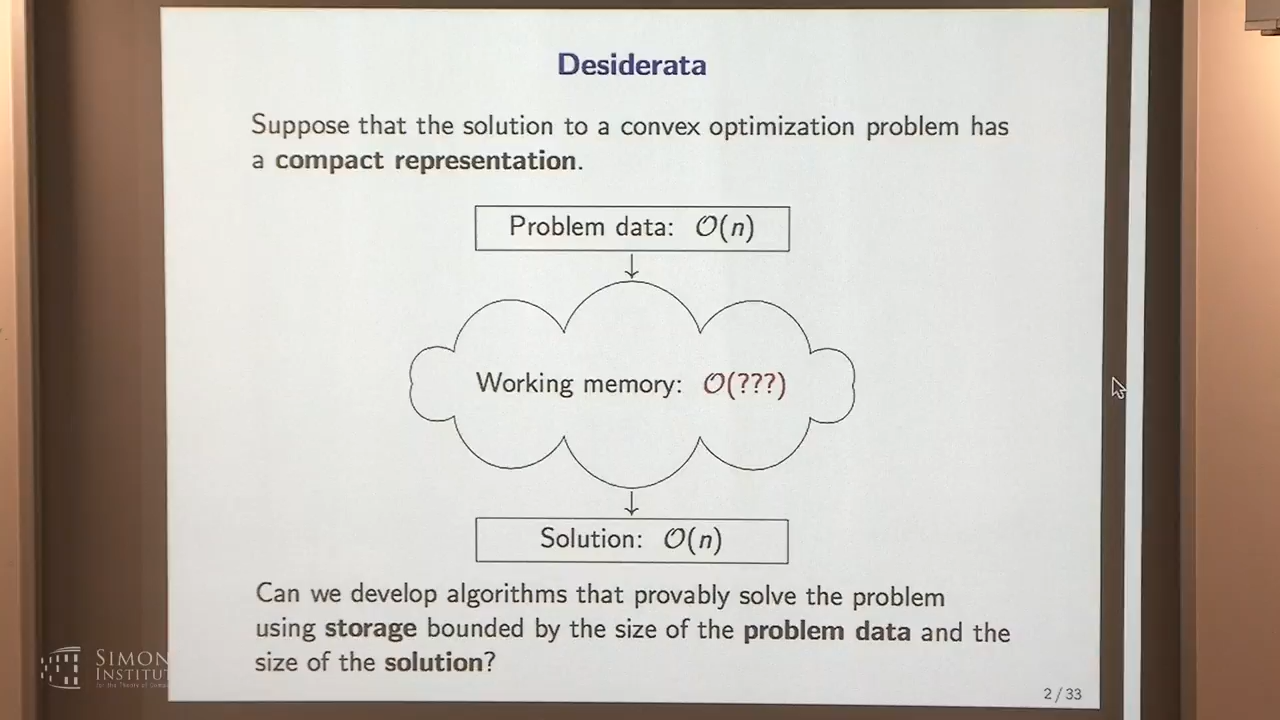 Desiderata
Suppose that the solution to a convex optimization problem has
a compact representation.
Problem data: O(n)
Working memory: O(???)
Solution: O(n)
Can we develop algorithms that provably solve the problem
using storage bounded by the size of the problem data and the
size of the solution?
2 / 33
SIMON
INSTITUT